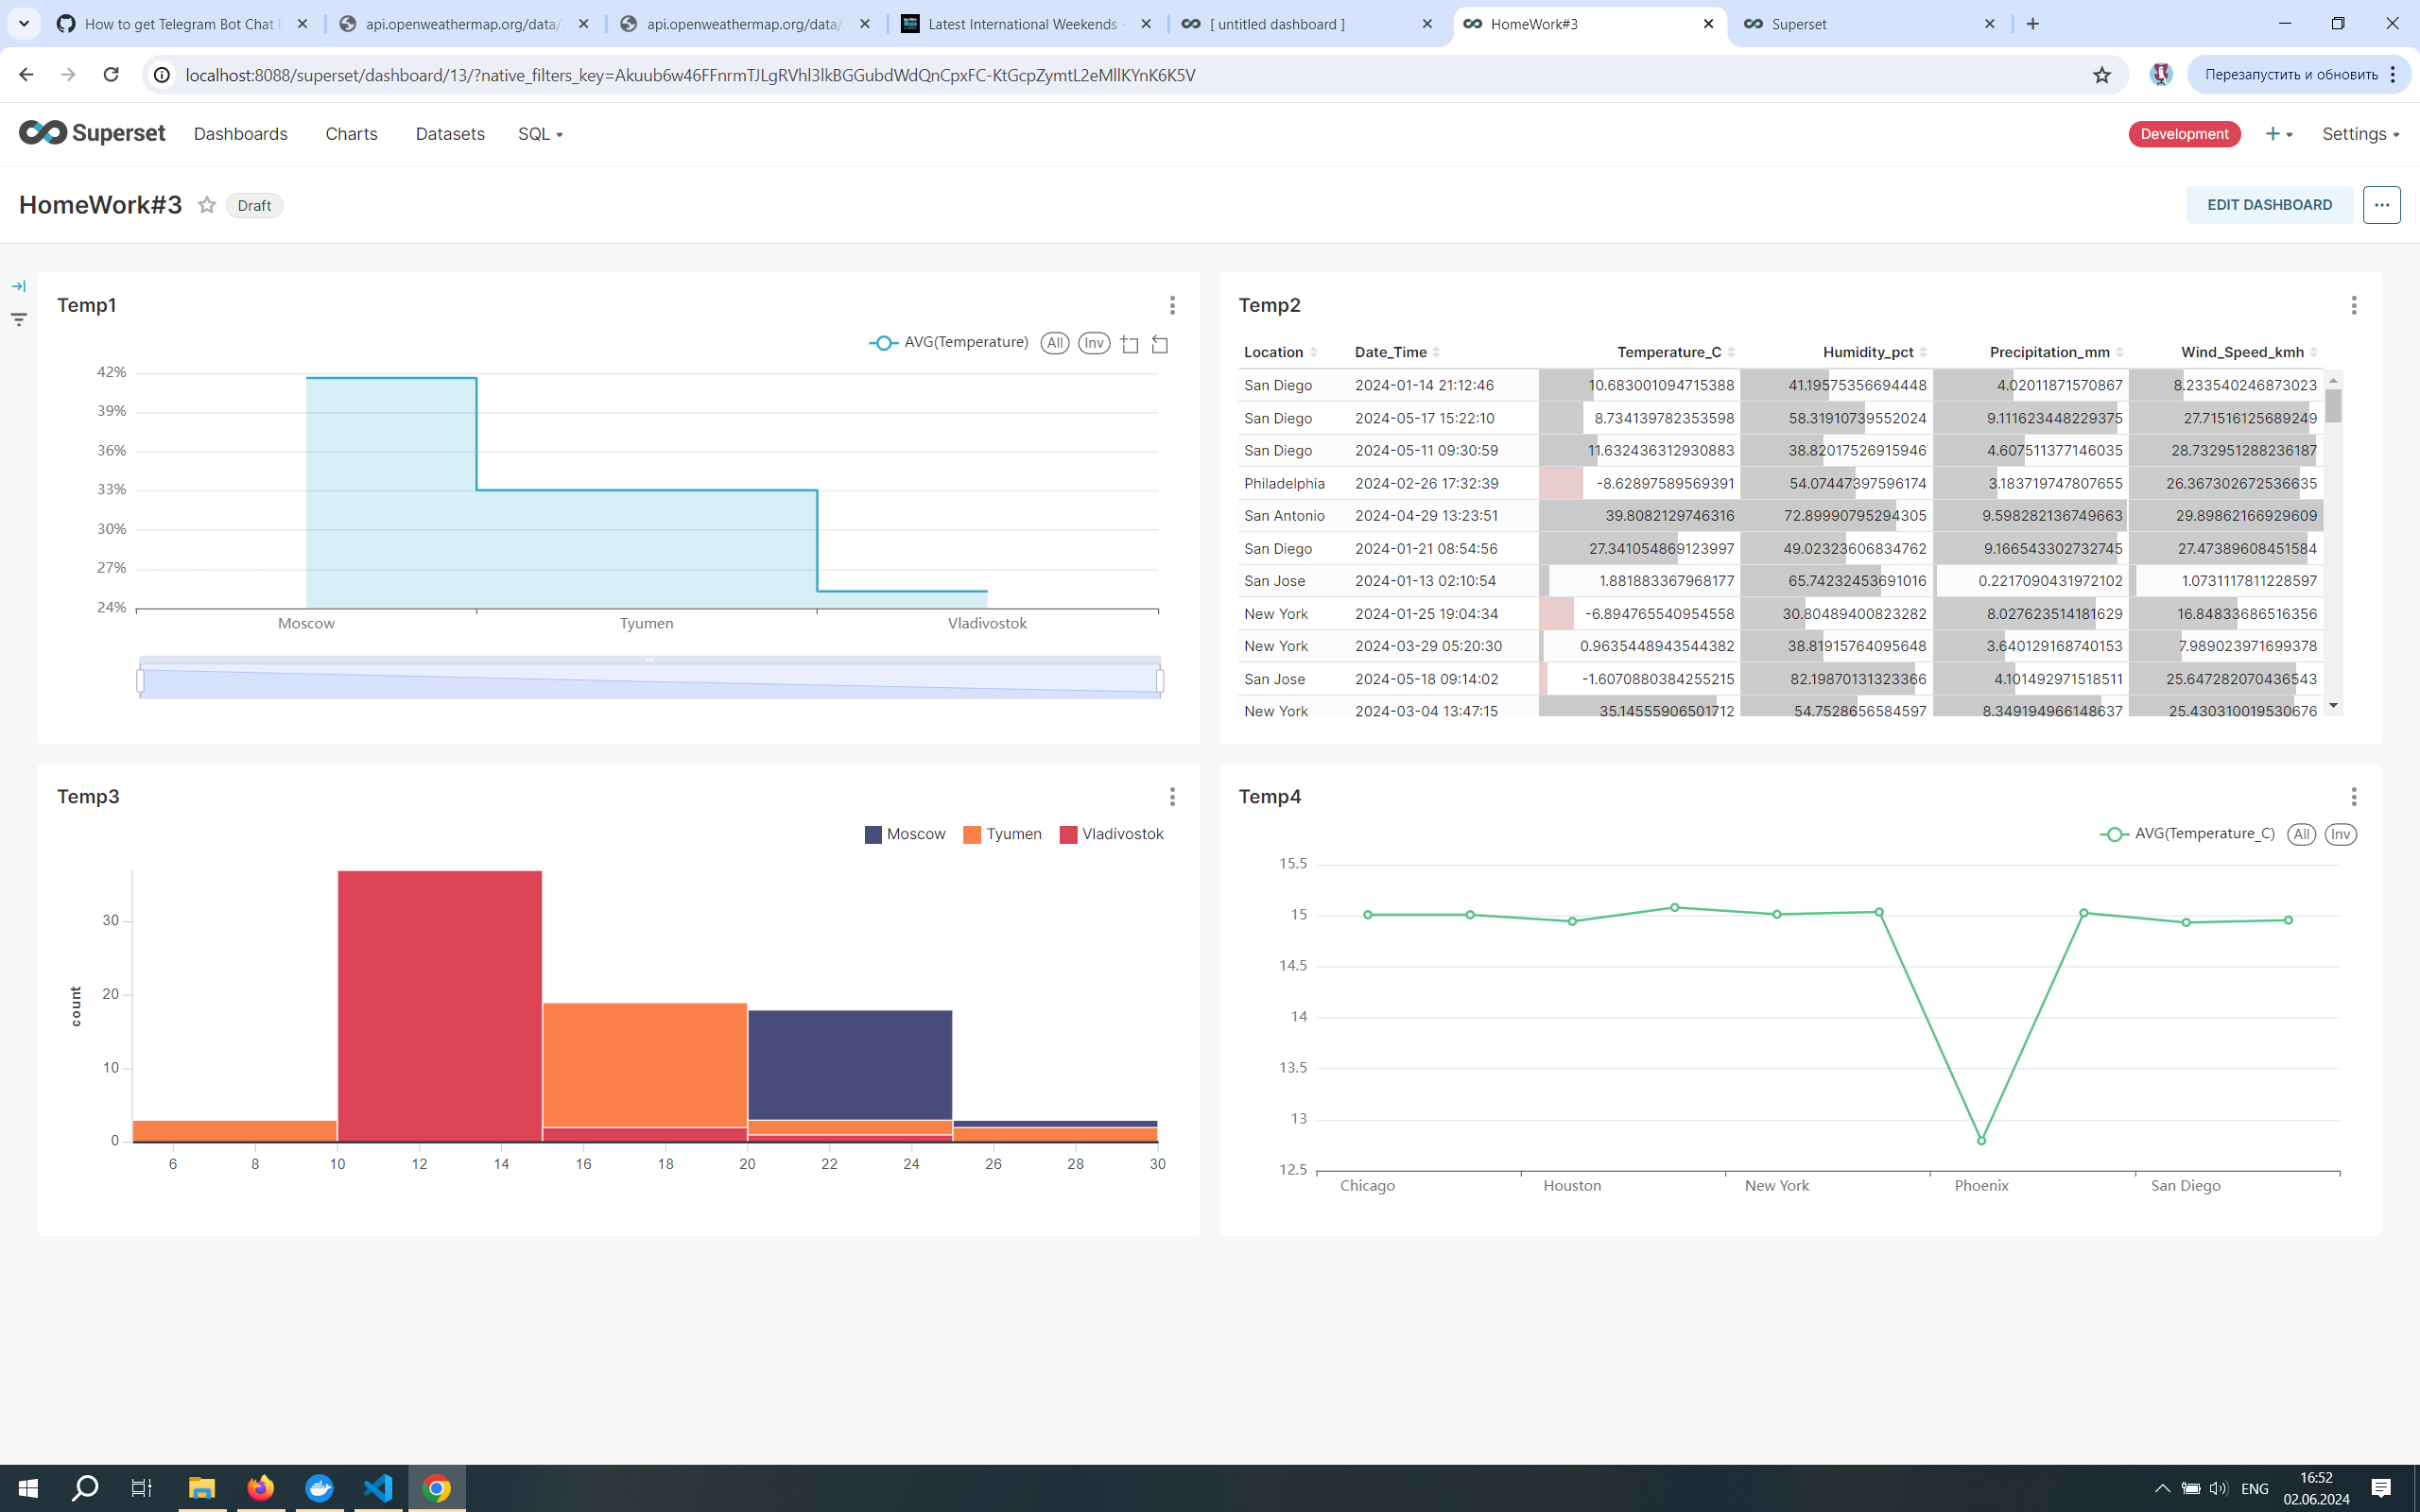 How to get Telegram Bot Chat
api.openweathermap.org/data/
api.openweathermap.org/data/
Latest International Weekends
[ untitled dashboard ]
HomeWork#3
Superset
localhost:8088/superset/dashboard/13/?native_filters_key=Akuub6w46FFnrmTJLgRVhl3lkBGGubdWdQnCpxFC-KtGcpZymtL2eMllKYnK6K5V
Перезапустить и обновить
Superset Dashboards Charts Datasets SQL
Development + Settings
HomeWork#3 Draft
EDIT DASHBOARD
Temp1
AVG(Temperature) All Inv
42%
39%
36%
33%
30%
27%
24%
Moscow Tyumen Vladivostok
Temp2
Location Date_Time Temperature_C Humidity_pct Precipitation_mm Wind_Speed_kmh
San Diego 2024-01-14 21:12:46 10.683001094715388 41.19575356694448 4.02011871570867 8.233540246873023
San Diego 2024-05-17 15:22:10 8.734139782353598 58.31910739552024 9.111623448229375 27.71516125689249
San Diego 2024-05-11 09:30:59 11.632436312930883 38.82017526915946 4.607511377146035 28.732951288236187
Philadelphia 2024-02-26 17:32:39 -8.62897589569391 54.07447397596174 3.183719747807655 26.367302672536635
San Antonio 2024-04-29 13:23:51 39.8082129746316 72.89990795294305 9.598282136749663 29.89862166929609
San Diego 2024-01-21 08:54:56 27.341054869123997 49.02323606834762 9.166543302732745 27.47389608451584
San Jose 2024-01-13 02:10:54 1.881883367968177 65.74232453691016 0.2217090431972102 1.0731117811228597
New York 2024-01-25 19:04:34 -6.894765540954558 30.80489400823282 8.027623514181629 16.84833686516356
New York 2024-03-29 05:20:30 0.9635448943544382 38.81915764095648 3.640129168740153 7.989023971699378
San Jose 2024-05-18 09:14:02 -1.6070880384255215 82.19870131323366 4.101492971518511 25.647282070436543
New York 2024-03-04 13:47:15 35.14555906501712 54.7528656584597 8.349194966148637 25.430310019530676
Temp3
Moscow Tyumen Vladivostok
count
30
20
10
0
6 8 10 12 14 16 18 20 22 24 26 28 30
Temp4
AVG(Temperature_C) All Inv
15.5
15
14.5
14
13.5
13
12.5
Chicago Houston New York Phoenix San Diego
ENG
16:52
02.06.2024